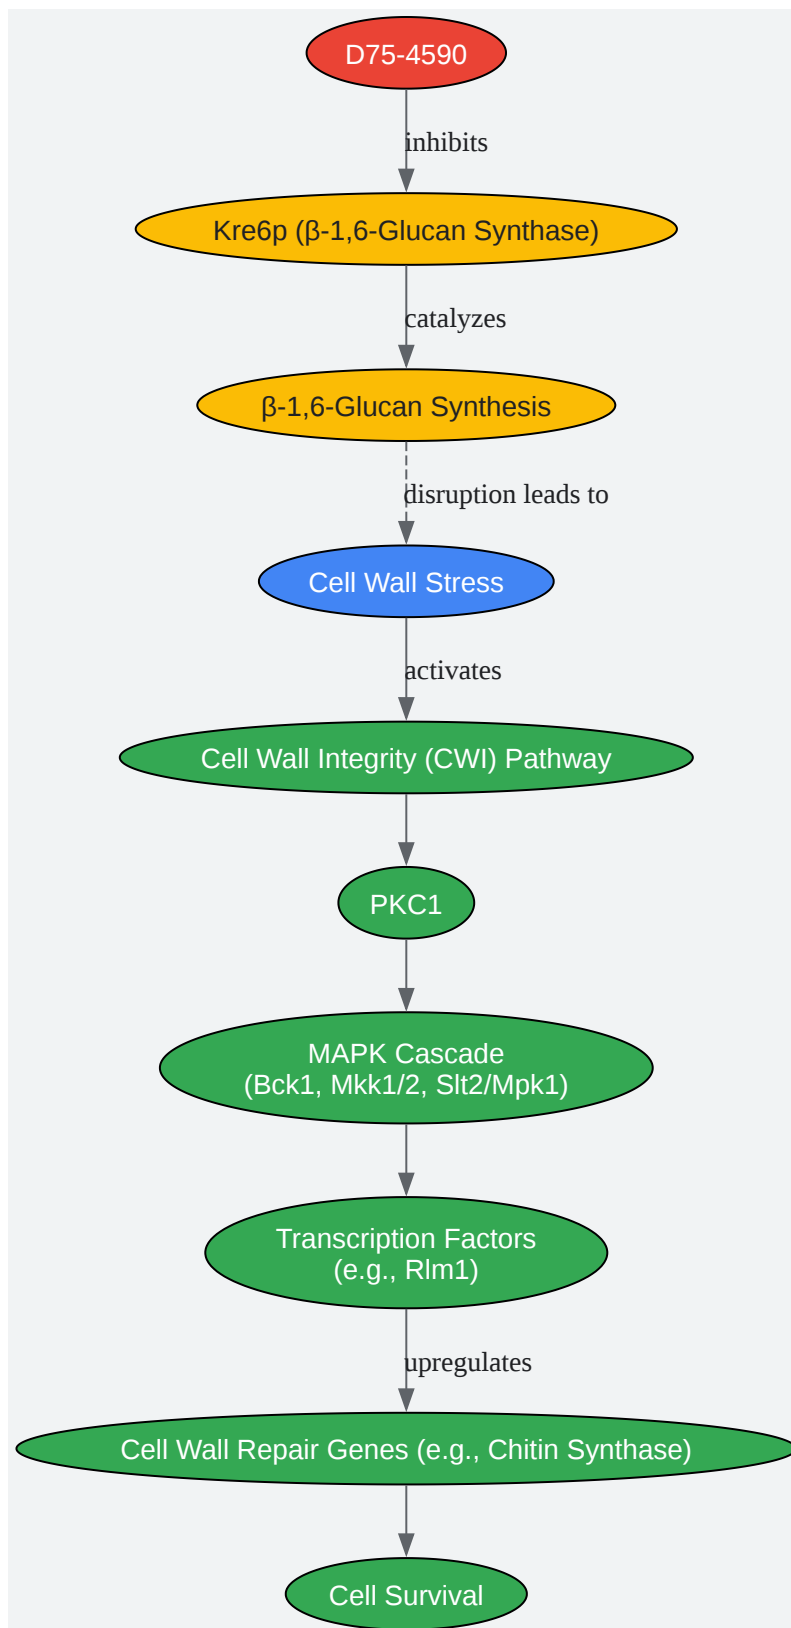 D75-4590
inhibits
Kre6p (β-1,6-Glucan Synthase)
catalyzes
β-1,6-Glucan Synthesis
disruption leads to
Cell Wall Stress
activates
Cell Wall Integrity (CWI) Pathway
PKC1
MAPK Cascade
(Bck1, Mkk1/2, Slt2/Mpk1)
Transcription Factors
(e.g., Rlm1)
upregulates
Cell Wall Repair Genes (e.g., Chitin Synthase)
Cell Survival